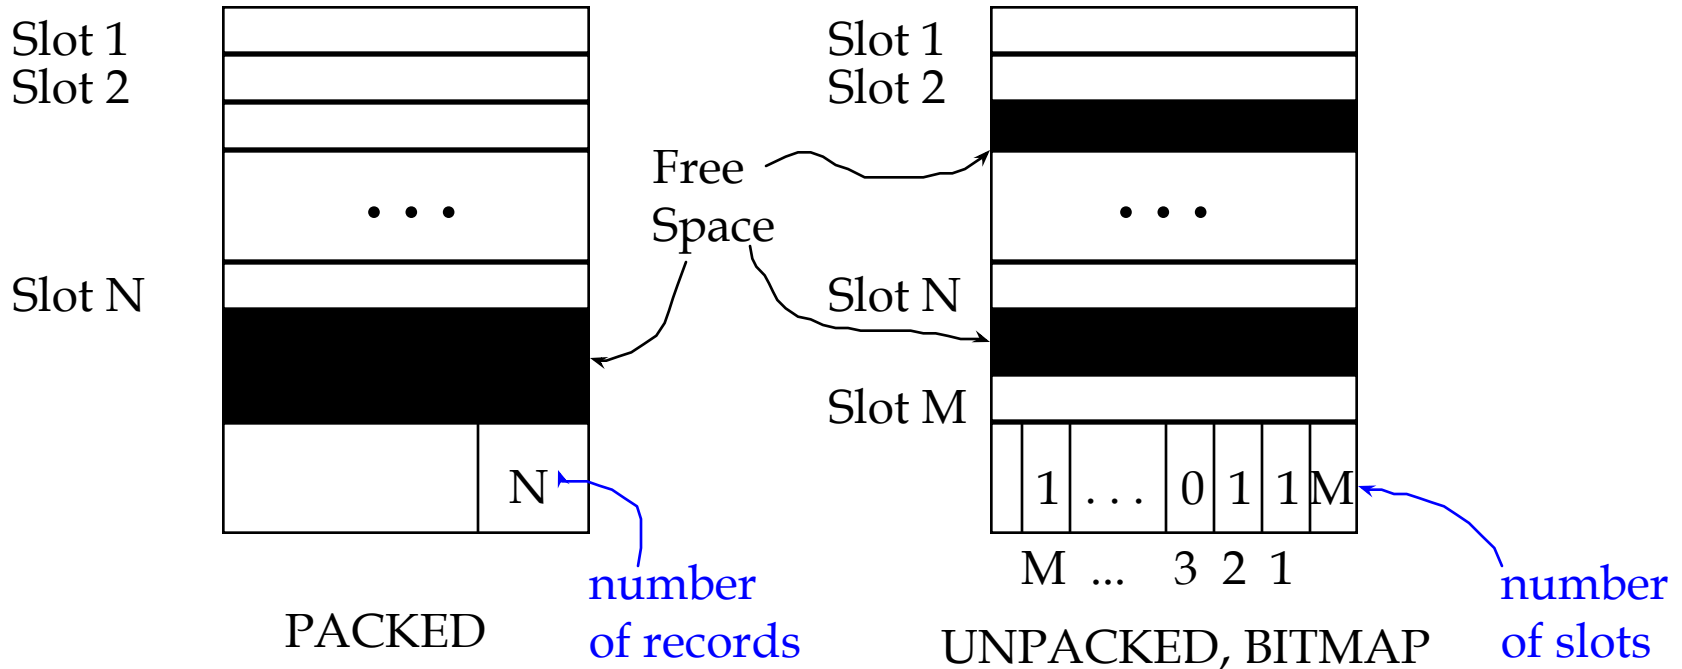 Slot 1
Slot 2
. . .
Slot N
N
number
of records
PACKED
Free
Space
Slot 1
Slot 2
. . .
Slot N
Slot M
1 . . . 0 1 1 M
M ... 3 2 1
number
of slots
UNPACKED, BITMAP